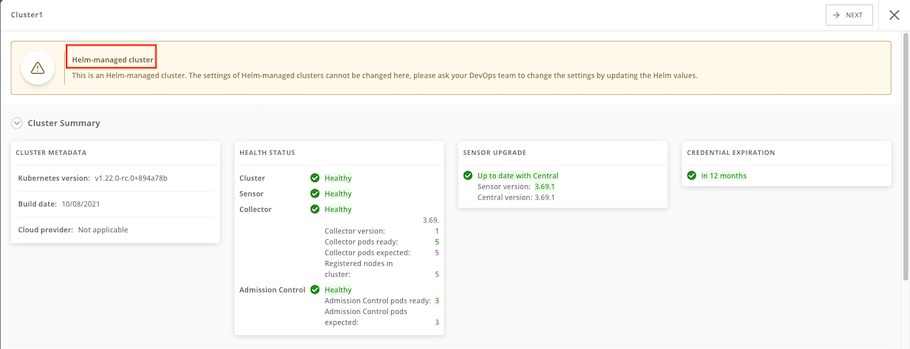 Cluster1
NEXT
Helm-managed cluster
This is an Helm-managed cluster. The settings of Helm-managed clusters cannot be changed here, please ask your DevOps team to change the settings by updating the Helm values.
Cluster Summary
CLUSTER METADATA
Kubernetes version: v1.22.0-rc.0+894a78b
Build date: 10/08/2021
Cloud provider: Not applicable
HEALTH STATUS
Cluster Healthy
Sensor Healthy
Collector Healthy
3.69.
Collector version: 1
Collector pods ready: 5
Collector pods expected: 5
Registered nodes in
cluster: 5
Admission Control Healthy
Admission Control pods ready: 3
Admission Control pods
expected: 3
SENSOR UPGRADE
Up to date with Central
Sensor version: 3.69.1
Central version: 3.69.1
CREDENTIAL EXPIRATION
in 12 months